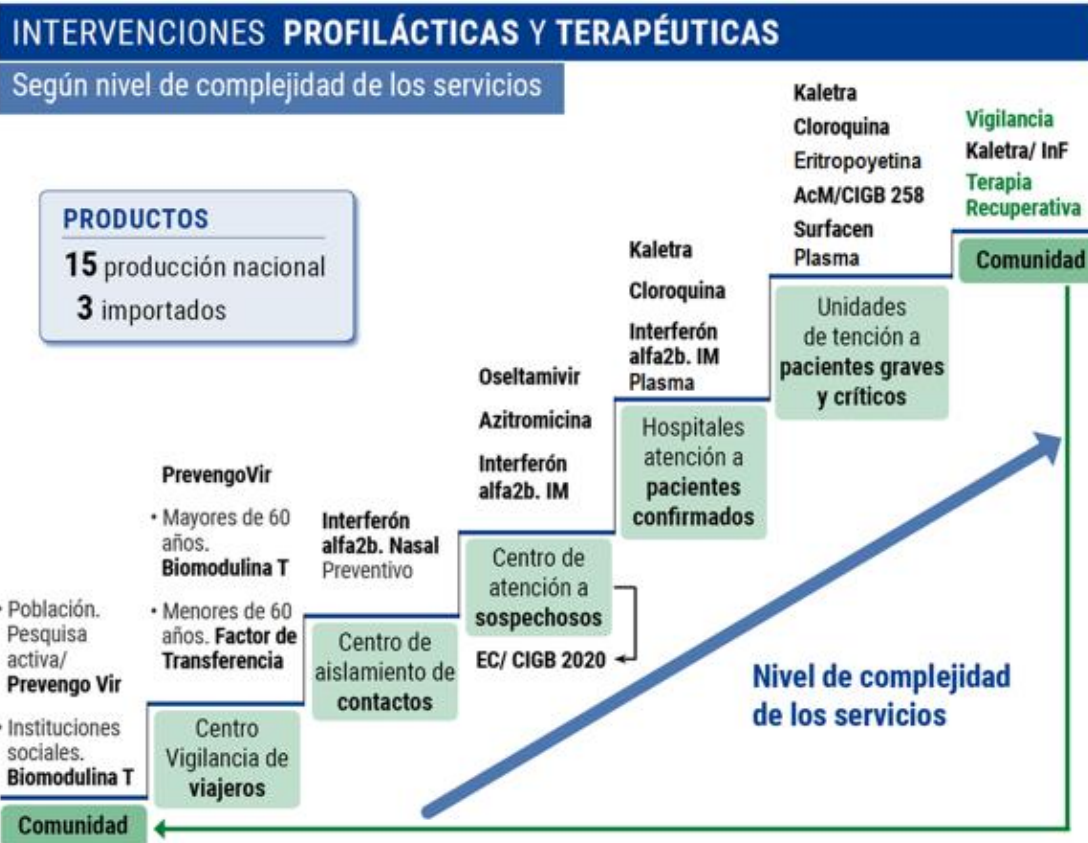 INTERVENCIONES PROFILÁCTICAS Y TERAPÉUTICAS
Según nivel de complejidad de los servicios
PRODUCTOS
15 producción nacional
3 importados
• Población.
Pesquisa
activa/
Prevengo Vir
• Instituciones
sociales.
Biomodulina T
Comunidad
PrevengoVir
• Mayores de 60
años.
Biomodulina T
• Menores de 60
años. Factor de
Transferencia
Centro
Vigilancia de
viajeros
Interferón
alfa2b. Nasal
Preventivo
Centro de
aislamiento de
contactos
Oseltamivir
Azitromicina
Interferón
alfa2b. IM
Centro de
atención a
sospechosos
EC/ CIGB 2020
Kaletra
Cloroquina
Interferón
alfa2b. IM
Plasma
Hospitales
atención a
pacientes
confirmados
Kaletra
Cloroquina
Eritropoyetina
AcM/CIGB 258
Surfacen
Plasma
Unidades
de tención a
pacientes graves
y críticos
Vigilancia
Kaletra/ InF
Terapia
Recuperativa
Comunidad
Nivel de complejidad
de los servicios